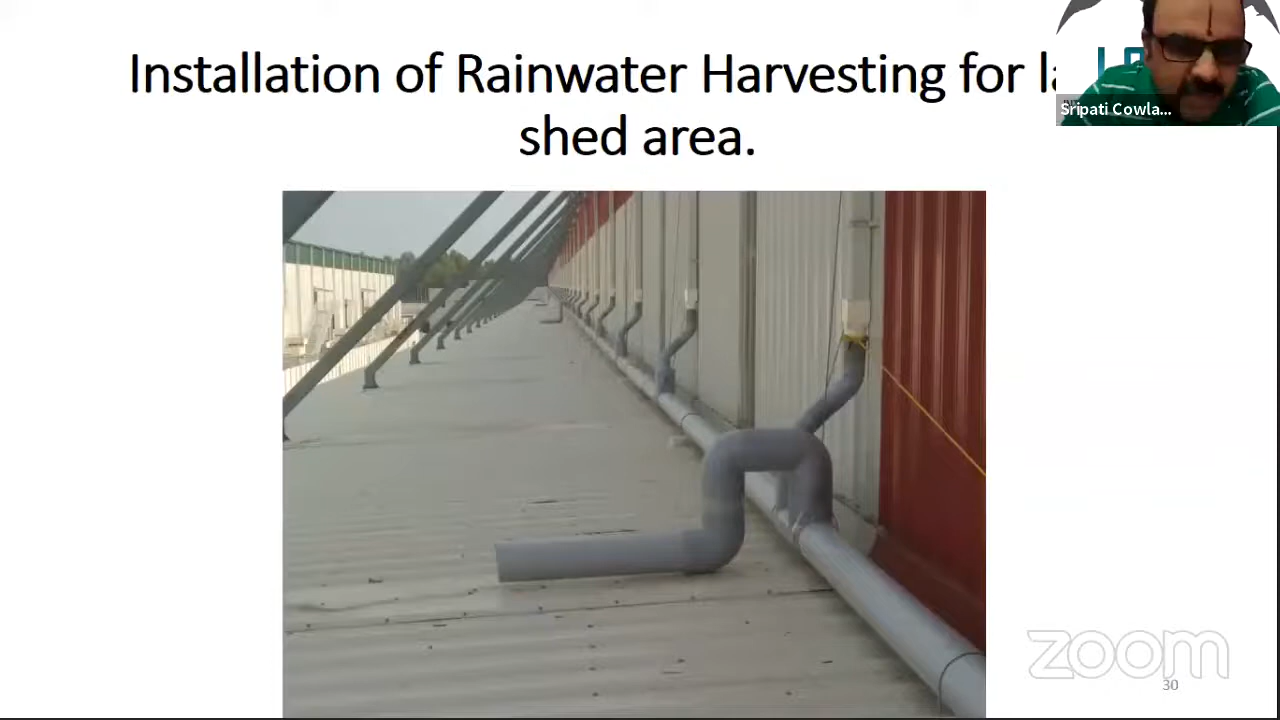 Installation of Rainwater Harvesting for
shed area.
Sripati Cowla...
zoom
30